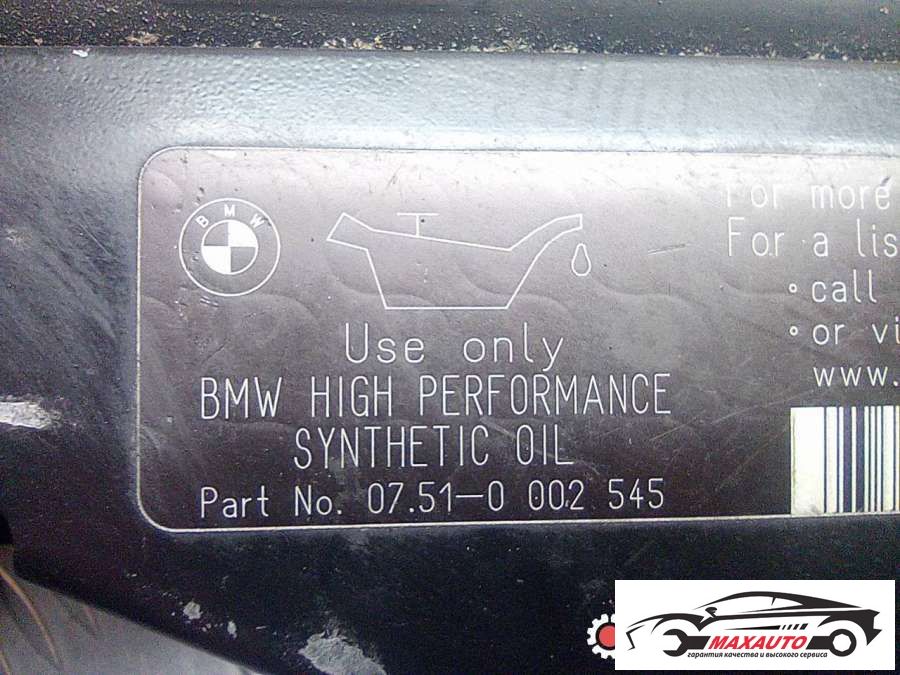 BMW
Use only
BMW HIGH PERFORMANCE
SYNTHETIC OIL
Part No. 07.51-0 002 545
For more
For a lis
• call
• or vi
www.
MAXAUTO
гарантия качества и высокого сервиса